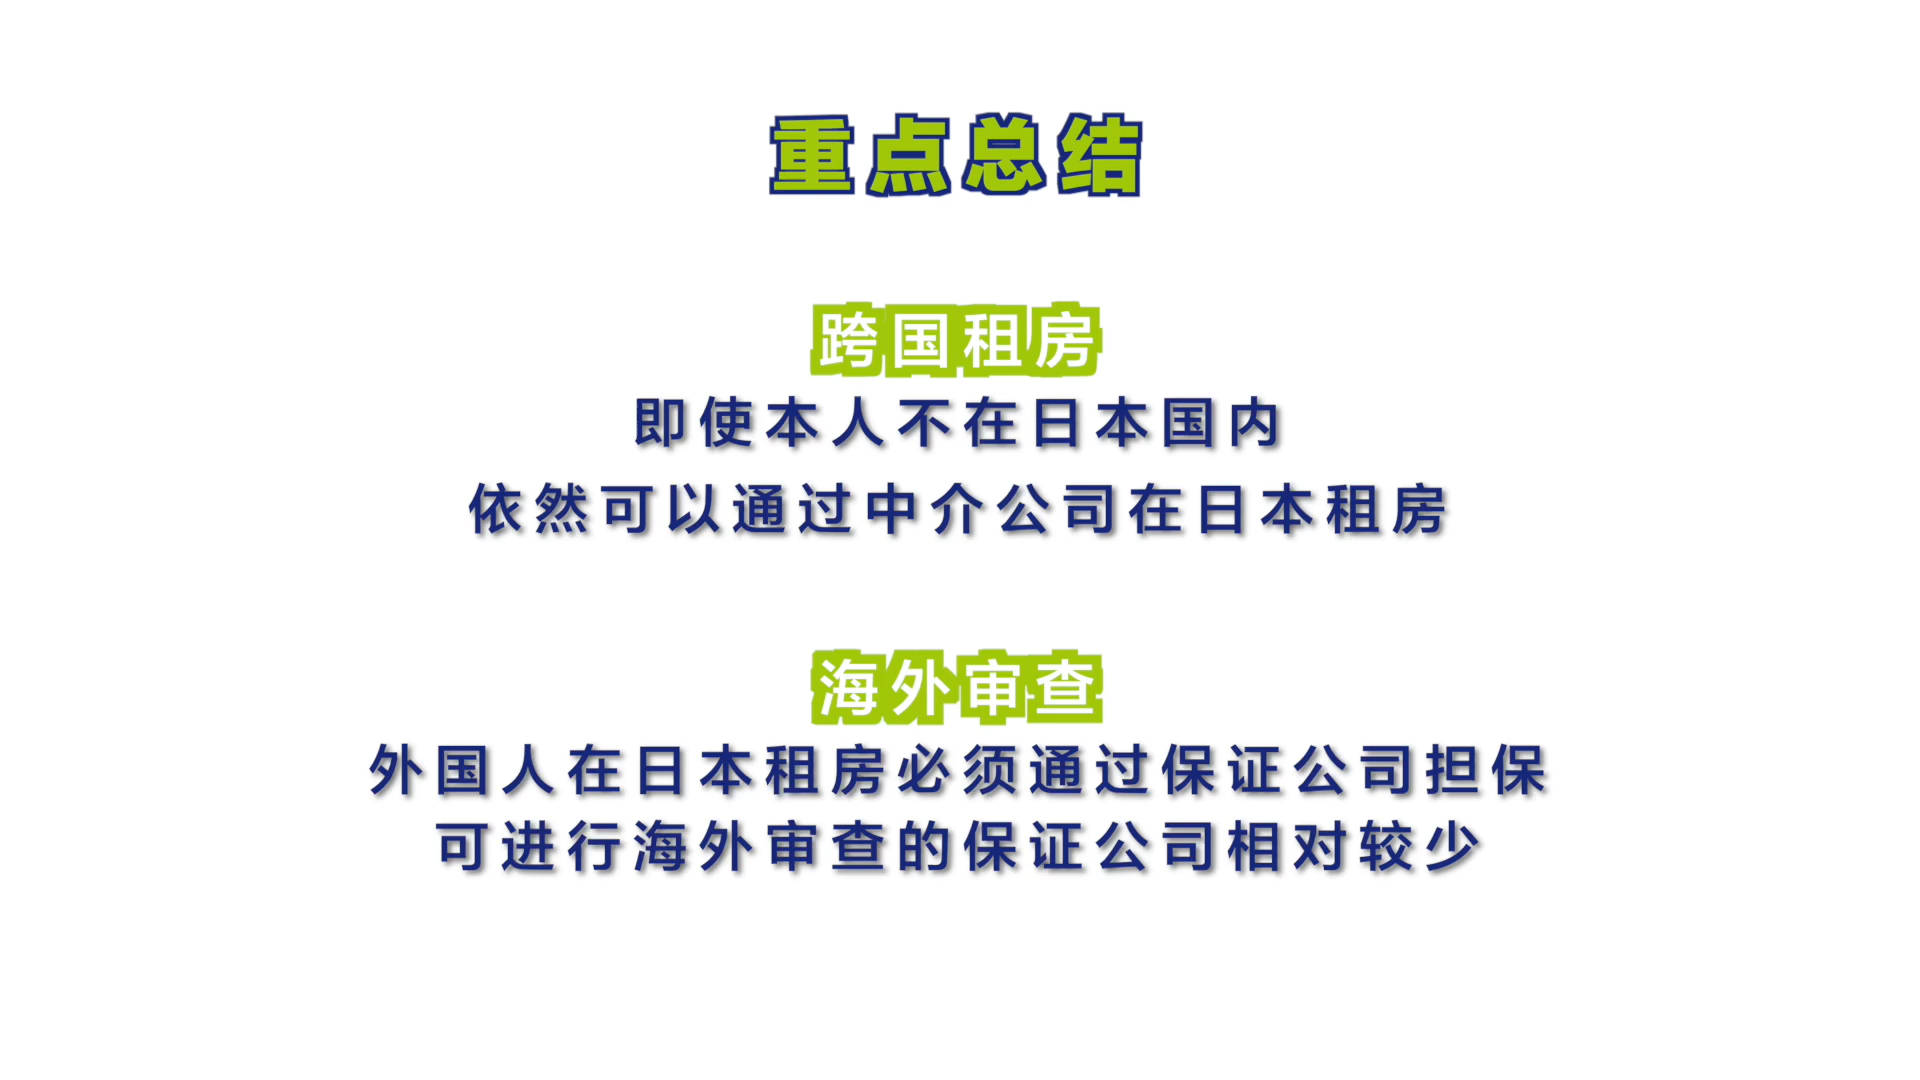 重点总结
跨国租房
即使本人不在日本国内
依然可以通过中介公司在日本租房
海外审查
外国人在日本租房必须通过保证公司担保
可进行海外审查的保证公司相对较少